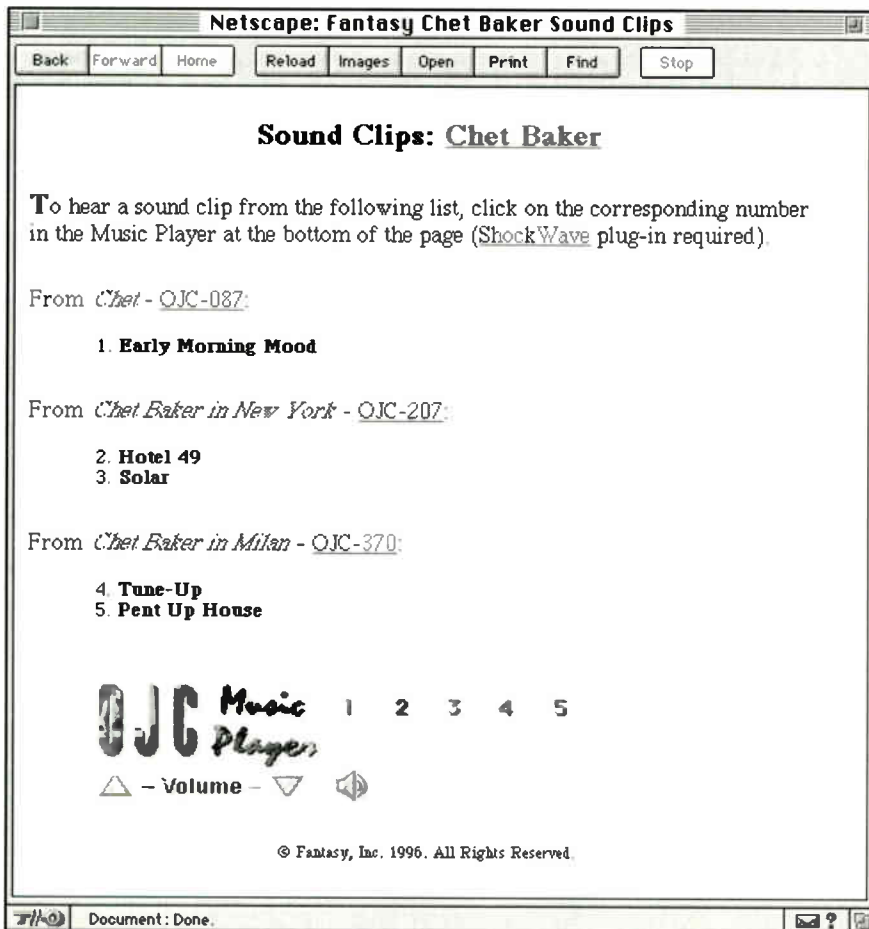 Netscape: Fantasy Chet Baker Sound Clips
Back Forward Home Reload Images Open Print Find Stop
Sound Clips: Chet Baker
To hear a sound clip from the following list, click on the corresponding number
in the Music Player at the bottom of the page (ShockWave plug-in required).
From Chet - OJC-087:
1. Early Morning Mood
From Chet Baker in New York - OJC-207:
2. Hotel 49
3. Solar
From Chet Baker in Milan - OJC-370:
4. Tune-Up
5. Pent Up House
OJC Music Player 1 2 3 4 5
– Volume –
© Fantasy, Inc. 1996. All Rights Reserved.
Document: Done.
?